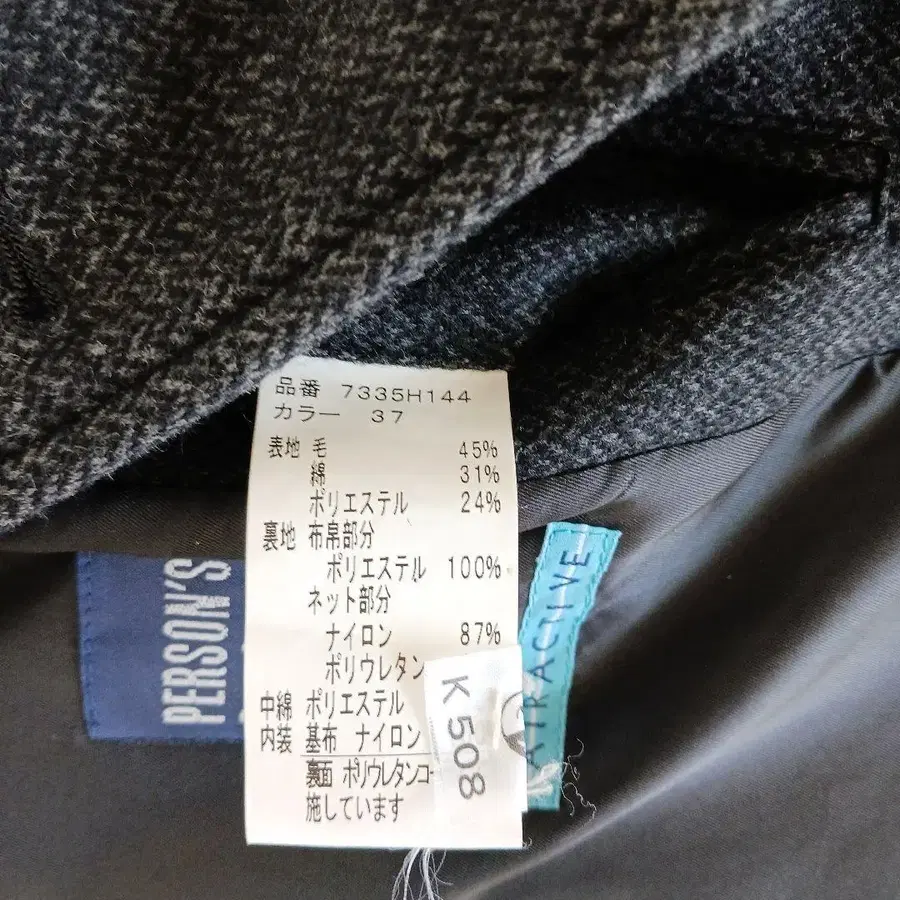 品番 7335H144
カラー 37
表地 毛 45%
綿 31%
ポリエステル 24%
裏地 布帛部分
ポリエステル 100%
ネット部分
ナイロン 87%
ポリウレタン
中綿 ポリエステル
内装 基布 ナイロン
裏面 ポリウレタンコー
施しています
K 508
PERSON'S
ATTRACTIVE